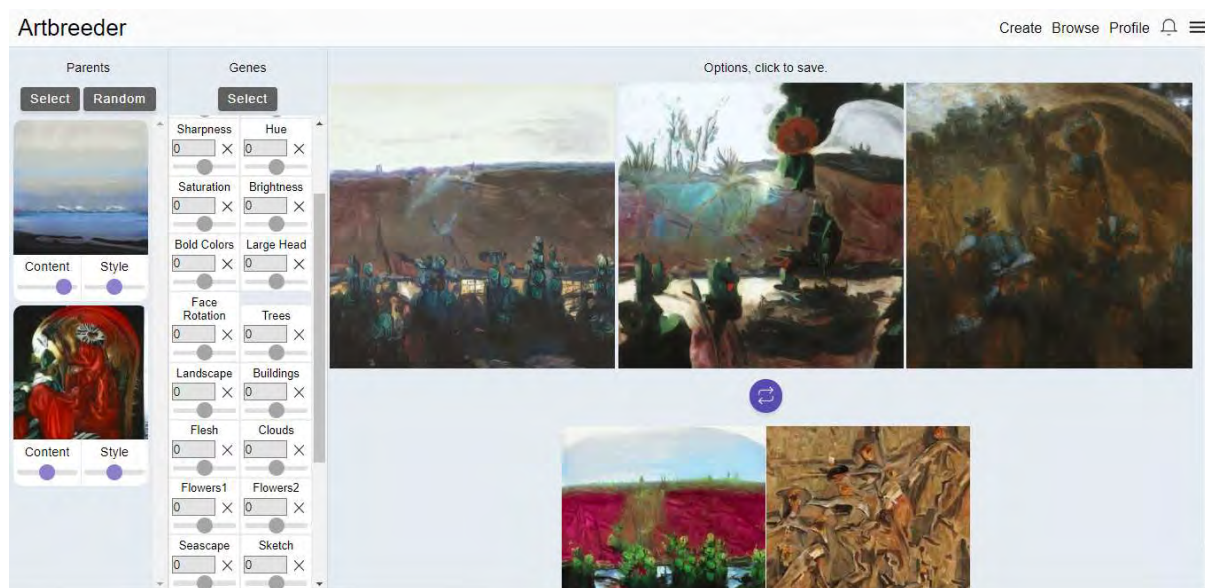 Artbreeder
Create Browse Profile
Parents
Select Random
Content Style
Content Style
Genes
Select
Sharpness Hue
0 0
Saturation Brightness
0 0
Bold Colors Large Head
0 0
Face
Rotation Trees
0 0
Landscape Buildings
0 0
Flesh Clouds
0 0
Flowers1 Flowers2
0 0
Seascape Sketch
0 0
Options, click to save.